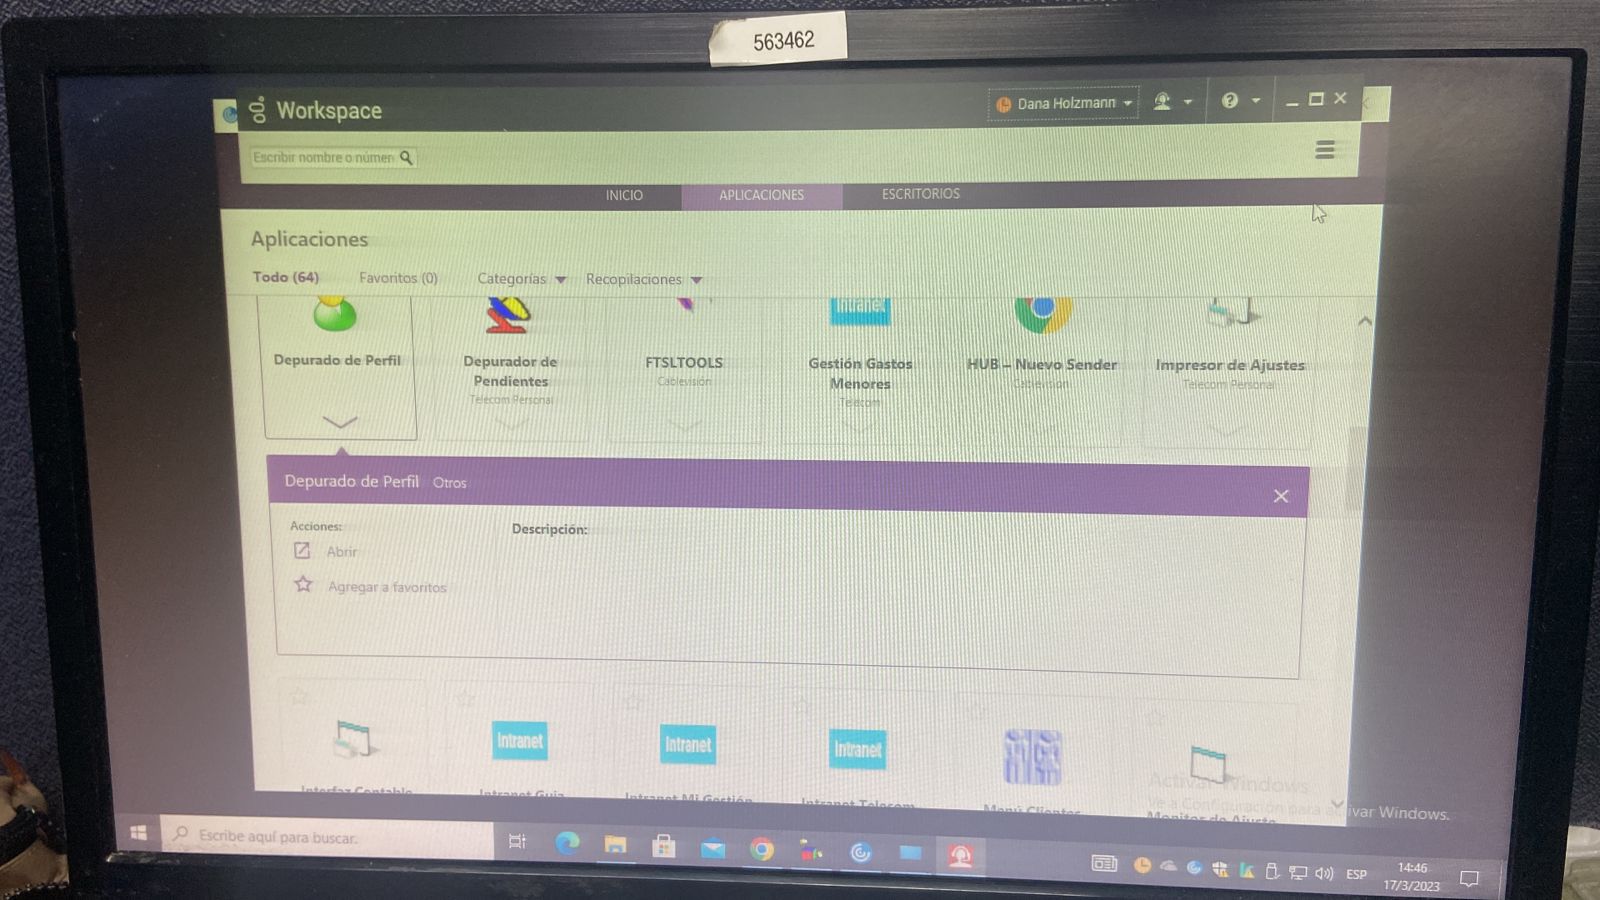 563462
Workspace
Dana Holzmann
Escribir nombre o númer
INICIO APLICACIONES ESCRITORIOS
Aplicaciones
Todo (64) Favoritos (0) Categorías Recopilaciones
Intranet
Depurado de Perfil
Depurador de
Pendientes
Telecom Personal
FTSLTOOLS
Cablevisión
Gestión Gastos
Menores
Telecom
HUB – Nuevo Sender
Cablevisión
Impresor de Ajustes
Telecom Personal
Depurado de Perfil Otros
Acciones:
Abrir
Agregar a favoritos
Descripción:
Intranet
Intranet
Intranet
Interfaz Contable
Intranet Guia
Intranet Mi Gestión
Intranet Telecom
Menú Clientes
Monitor de Ajuste
Activar Windows
Ve a Configuración para activar Windows.
Escribe aquí para buscar.
ESP
14:46
17/3/2023